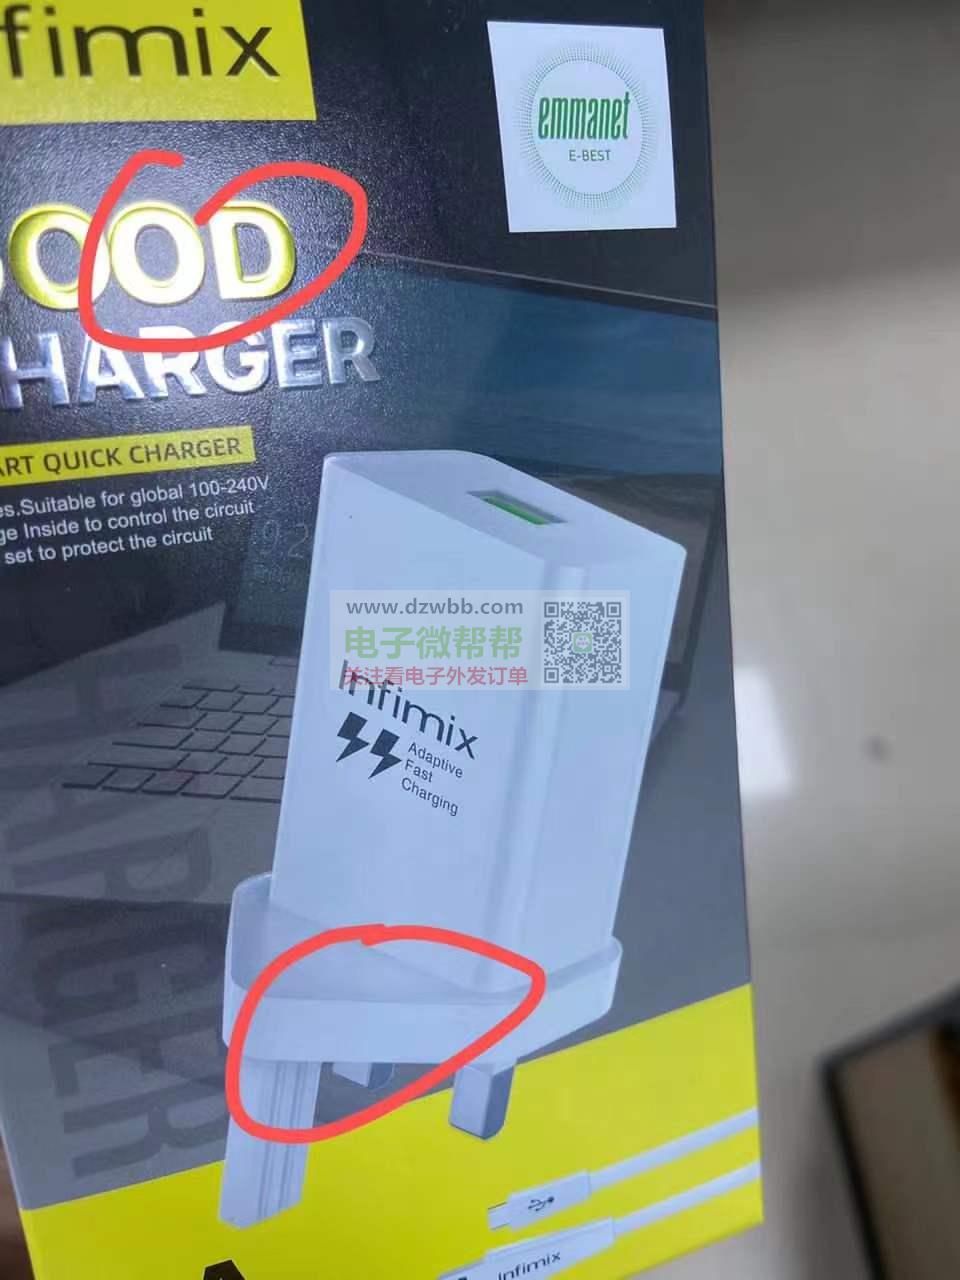 fimix
emmanet
E-BEST
OOD
HARGER
ART QUICK CHARGER
es.Suitable for global 100-240V
ge Inside to control the circuit
set to protect the circuit
www.dzwbb.com
电子微帮帮
关注看电子外发订单
Infimix
Adaptive
Fast
Charging
HARGER
Infimix